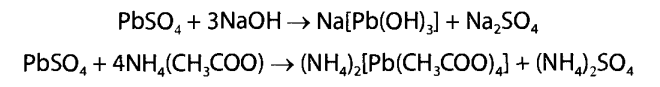 PbSO₄ + 3NaOH → Na[Pb(OH)₃] + Na₂SO₄
PbSO₄ + 4NH₄(CH₃COO) → (NH₄)₂[Pb(CH₃COO)₄] + (NH₄)₂SO₄